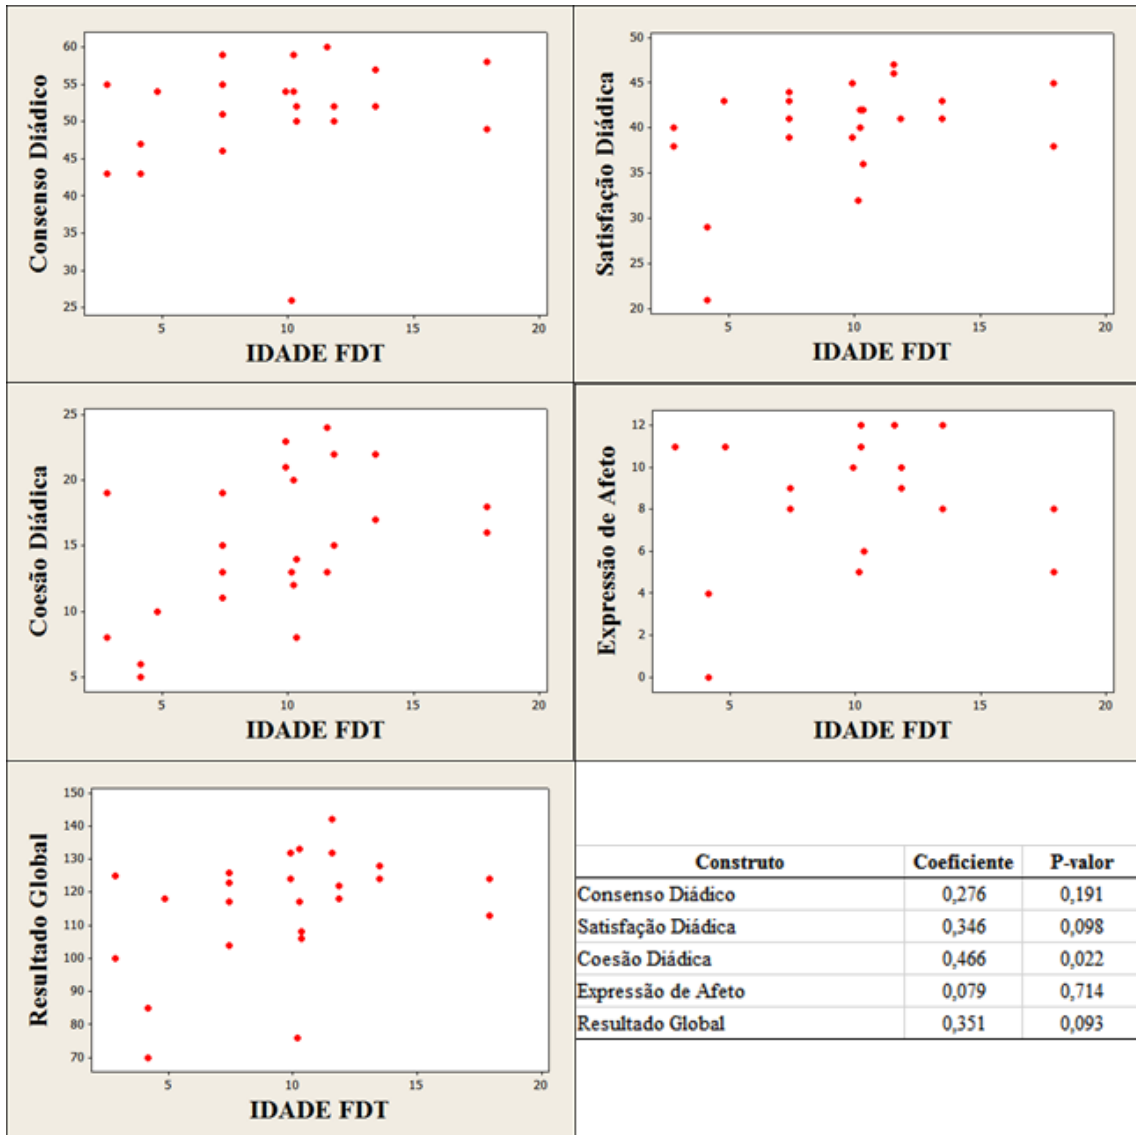 Consenso Diádico
60
55
50
45
40
35
30
25
5 10 15 20
IDADE FDT
Satisfação Diádica
50
45
40
35
30
25
20
5 10 15 20
IDADE FDT
Coesão Diádica
25
20
15
10
5
5 10 15 20
IDADE FDT
Expressão de Afeto
12
10
8
6
4
2
0
5 10 15 20
IDADE FDT
Resultado Global
150
140
130
120
110
100
90
80
70
5 10 15 20
IDADE FDT
Construto Coeficiente P-valor
Consenso Diádico 0,276 0,191
Satisfação Diádica 0,346 0,098
Coesão Diádica 0,466 0,022
Expressão de Afeto 0,079 0,714
Resultado Global 0,351 0,093